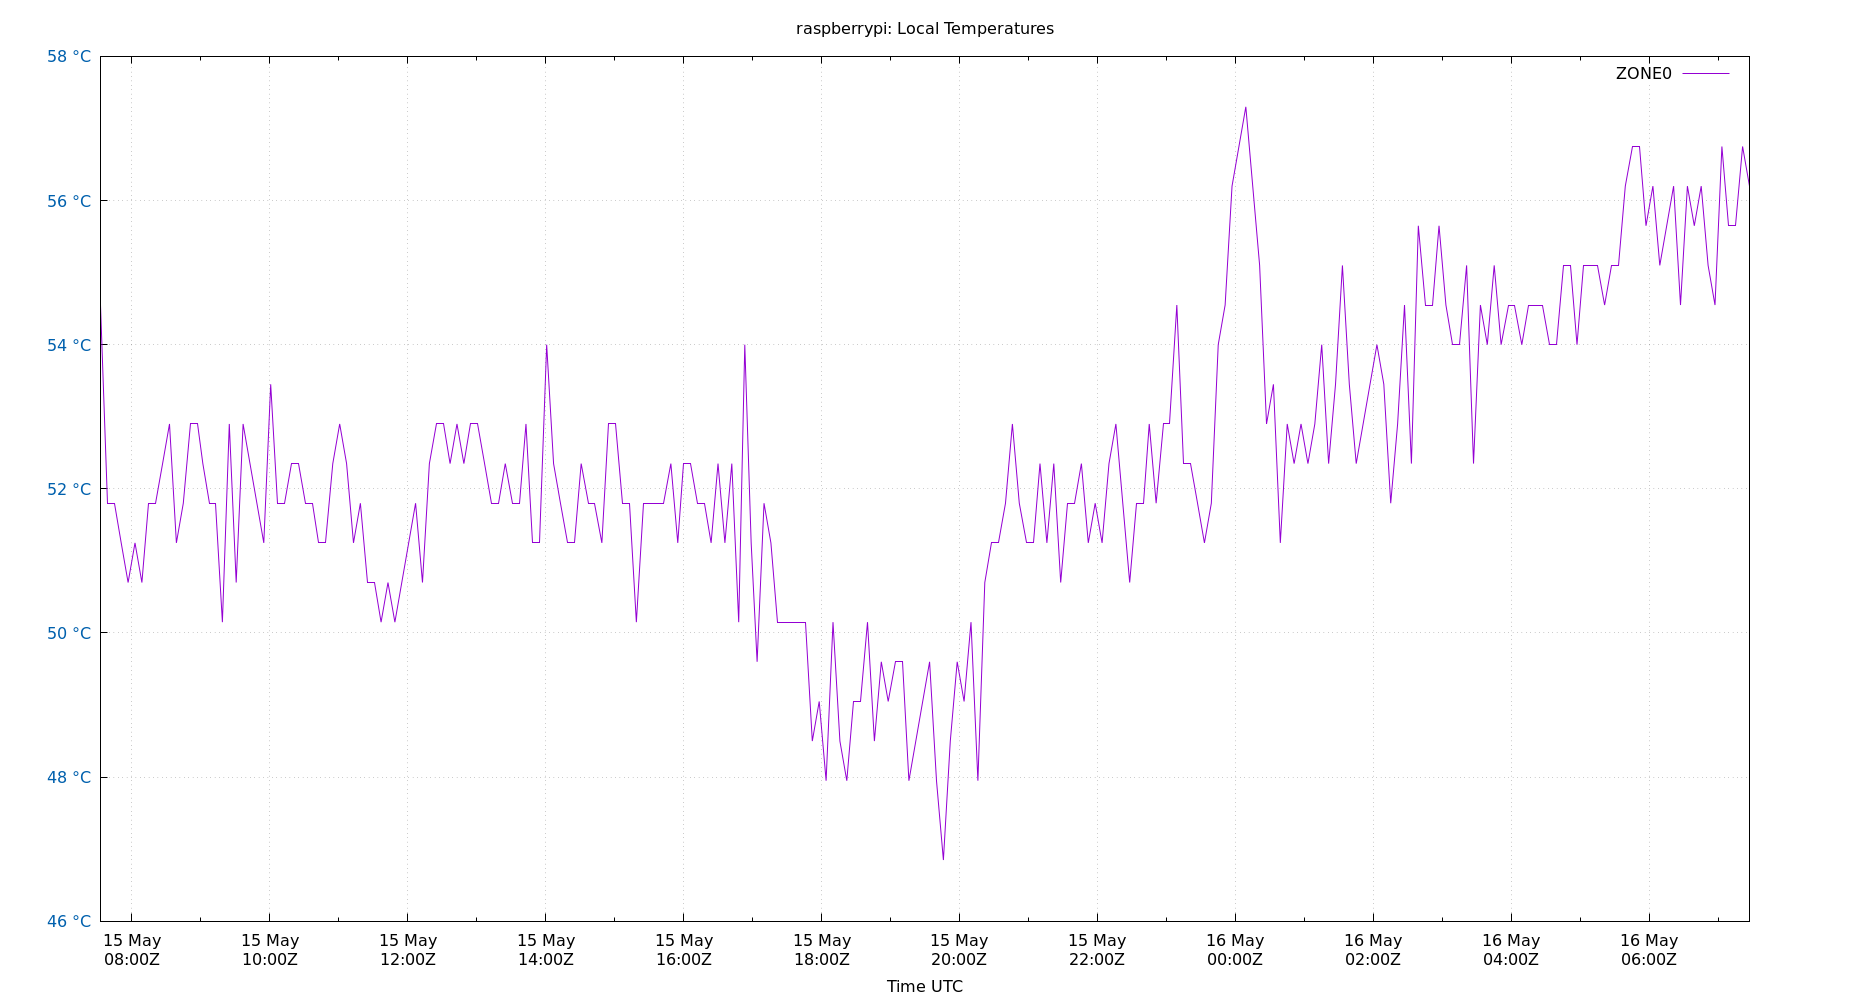 raspberrypi: Local Temperatures
58 °C
ZONE0
56 °C
54 °C
52 °C
50 °C
48 °C
46 °C
15 May 15 May 15 May 15 May 15 May 15 May 15 May 15 May 16 May 16 May 16 May 16 May
08:00Z 10:00Z 12:00Z 14:00Z 16:00Z 18:00Z 20:00Z 22:00Z 00:00Z 02:00Z 04:00Z 06:00Z
Time UTC